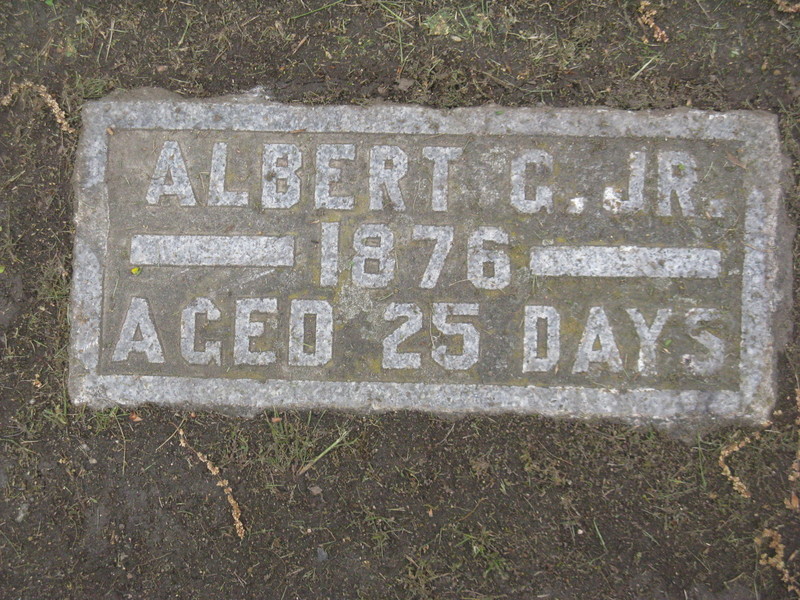 ALBERT G. JR.
1876
AGED 25 DAYS